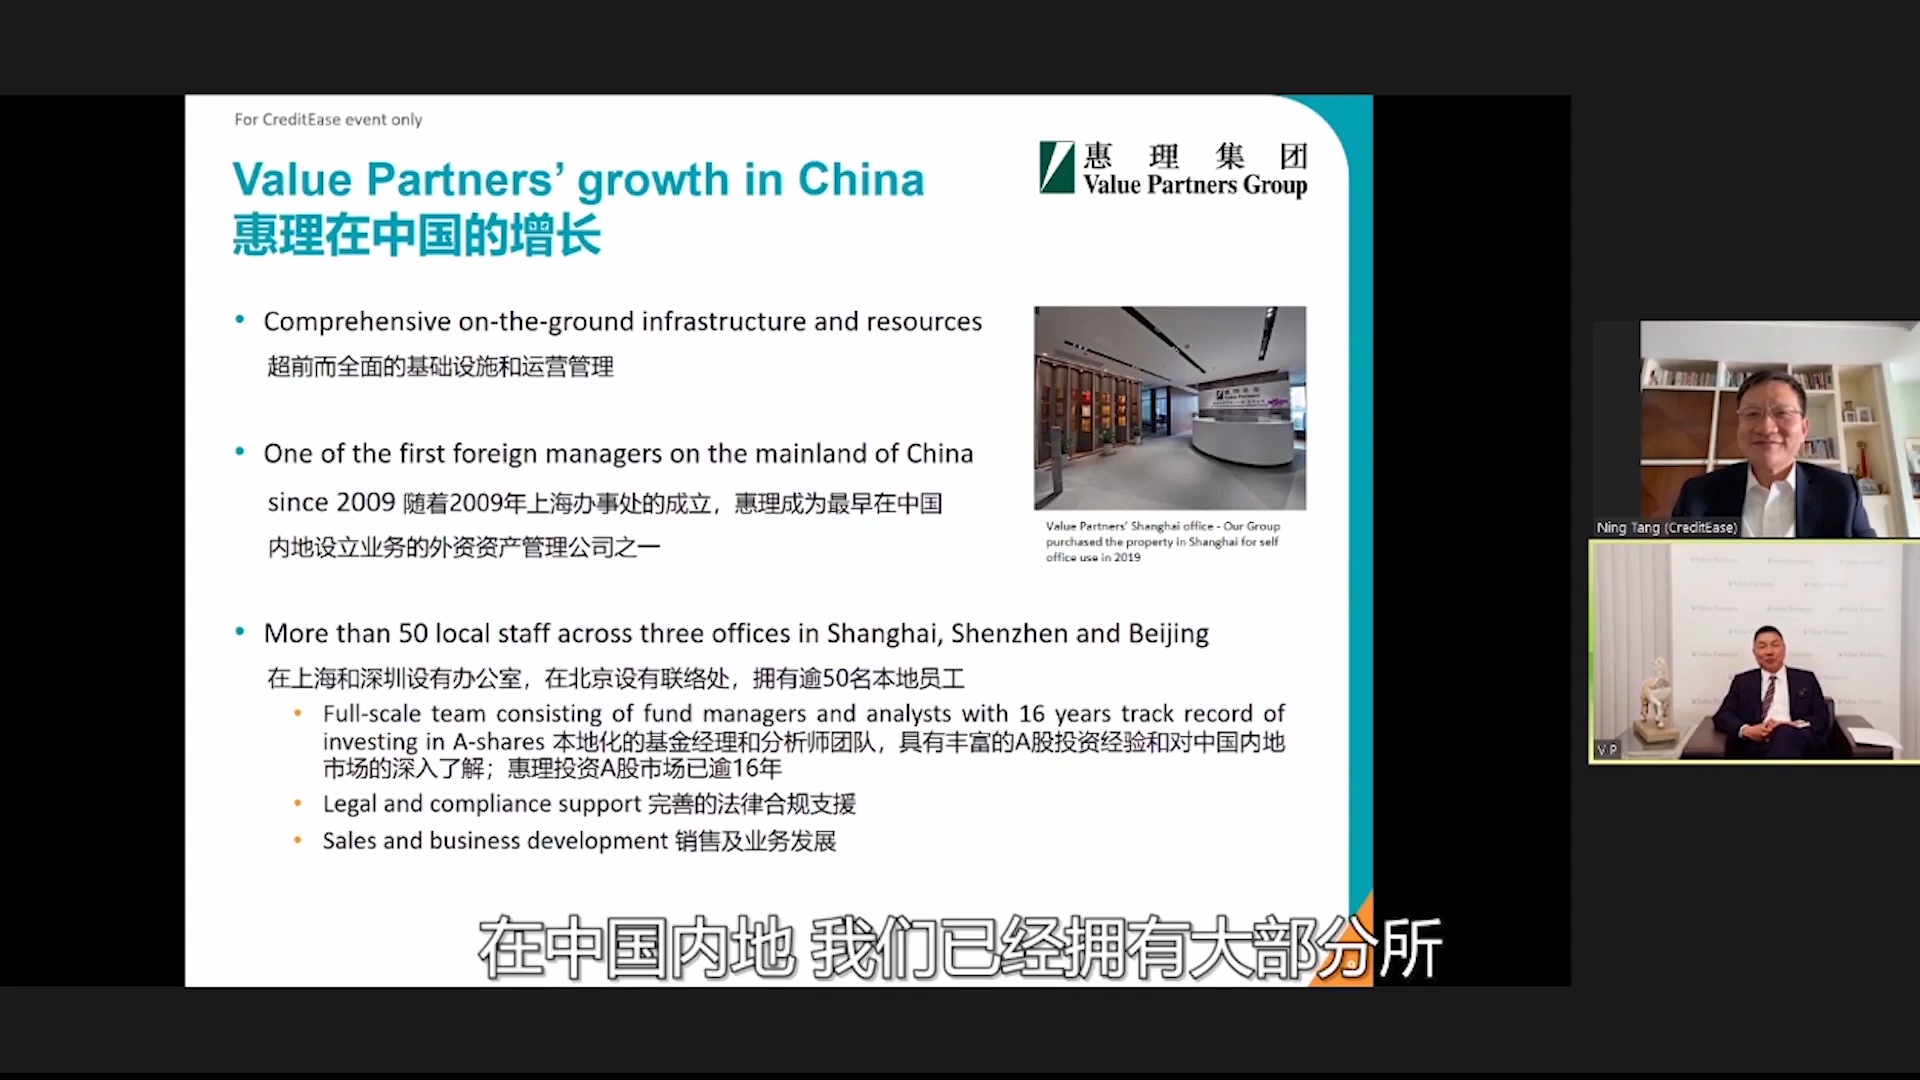 For CreditEase event only
Value Partners’ growth in China
惠理在中国的增长
惠理集团
Value Partners Group
• Comprehensive on-the-ground infrastructure and resources
超前而全面的基础设施和运营管理
• One of the first foreign managers on the mainland of China
since 2009 随着2009年上海办事处的成立，惠理成为最早在中国
内地设立业务的外资资产管理公司之一
Value Partners’ Shanghai office - Our Group
purchased the property in Shanghai for self
office use in 2019
• More than 50 local staff across three offices in Shanghai, Shenzhen and Beijing
在上海和深圳设有办公室，在北京设有联络处，拥有逾50名本地员工
• Full-scale team consisting of fund managers and analysts with 16 years track record of
investing in A-shares 本地化的基金经理和分析师团队，具有丰富的A股投资经验和对中国内地
市场的深入了解；惠理投资A股市场已逾16年
• Legal and compliance support 完善的法律合规支援
• Sales and business development 销售及业务发展
在中国内地 我们已经拥有大部分所
Ning Tang (CreditEase)
V P